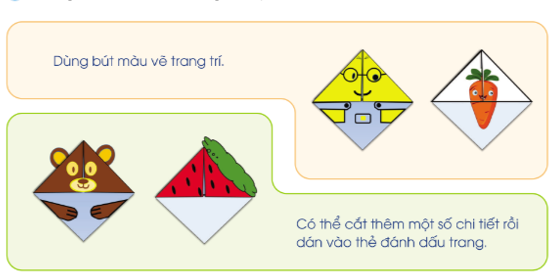 Dùng bút màu vẽ trang trí.
Có thể cắt thêm một số chi tiết rồi
dán vào thẻ đánh dấu trang.